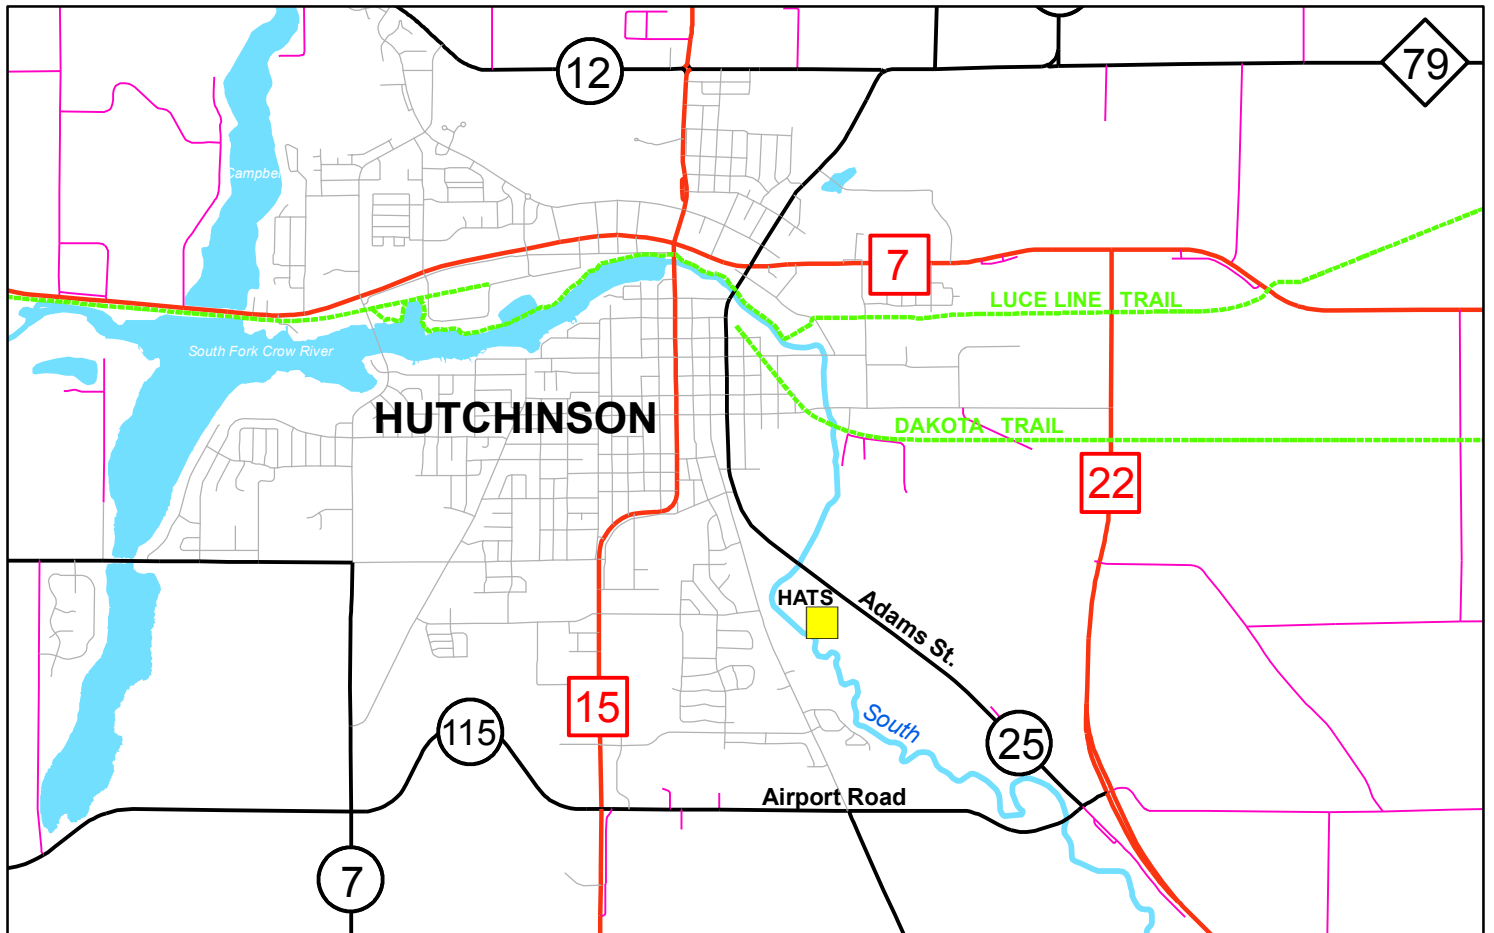 12
79
Campbel
7
LUCE LINE TRAIL
South Fork Crow River
HUTCHINSON
DAKOTA TRAIL
22
HATS
Adams St.
15
115
South
25
Airport Road
7